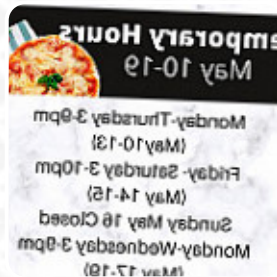 emporary Hours
May 10-19
Monday-Thursday 3-9pm
(May10-13)
Friday- Saturday 3-10pm
(MAY 14-15)
Sunday May 16 Closed
Monday-Wednesday 3-9pm
(May 17-19)